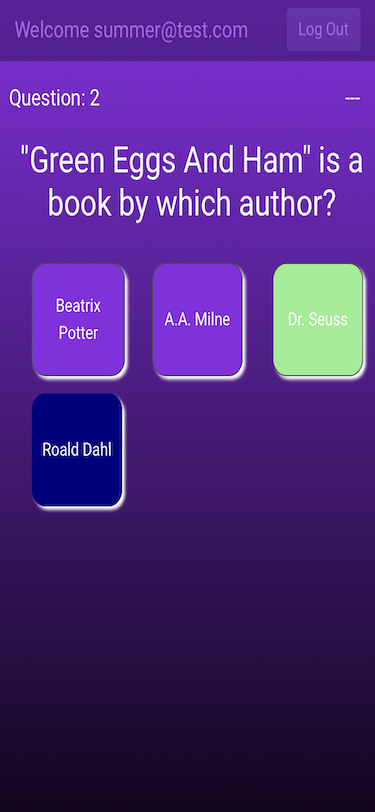 Welcome summer@test.com
Log Out
Question: 2
---
"Green Eggs And Ham" is a
book by which author?
Beatrix
Potter
A.A. Milne
Dr. Seuss
Roald Dahl